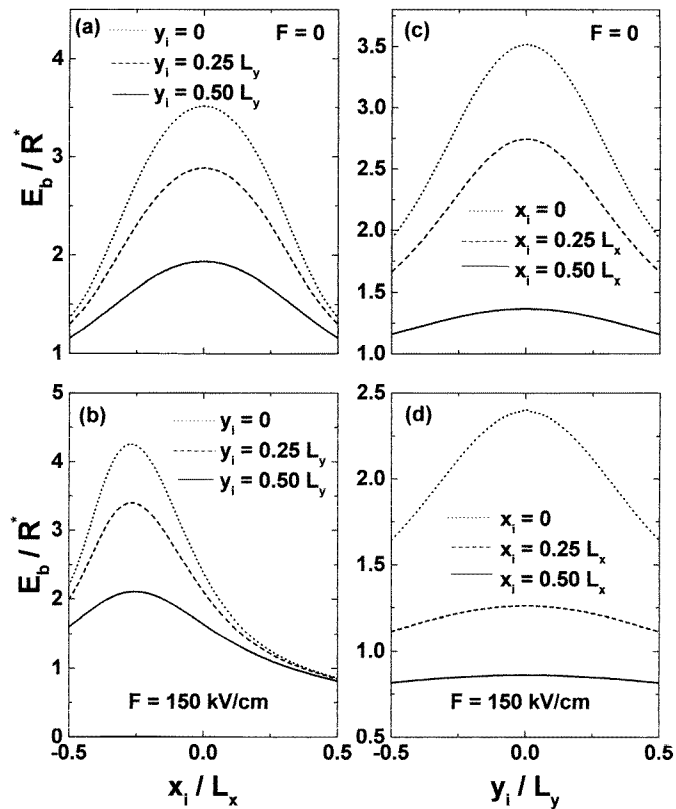 (a)
y_i = 0
F = 0
y_i = 0.25 L_y
y_i = 0.50 L_y
4
3
2
1
E_b / R*
(c)
F = 0
3.5
3.0
2.5
2.0
1.5
1.0
x_i = 0
x_i = 0.25 L_x
x_i = 0.50 L_x
(b)
y_i = 0
y_i = 0.25 L_y
y_i = 0.50 L_y
5
4
3
2
1
0
E_b / R*
F = 150 kV/cm
-0.5
0.0
0.5
x_i / L_x
(d)
2.5
2.0
1.5
1.0
0.5
x_i = 0
x_i = 0.25 L_x
x_i = 0.50 L_x
F = 150 kV/cm
-0.5
0.0
0.5
y_i / L_y